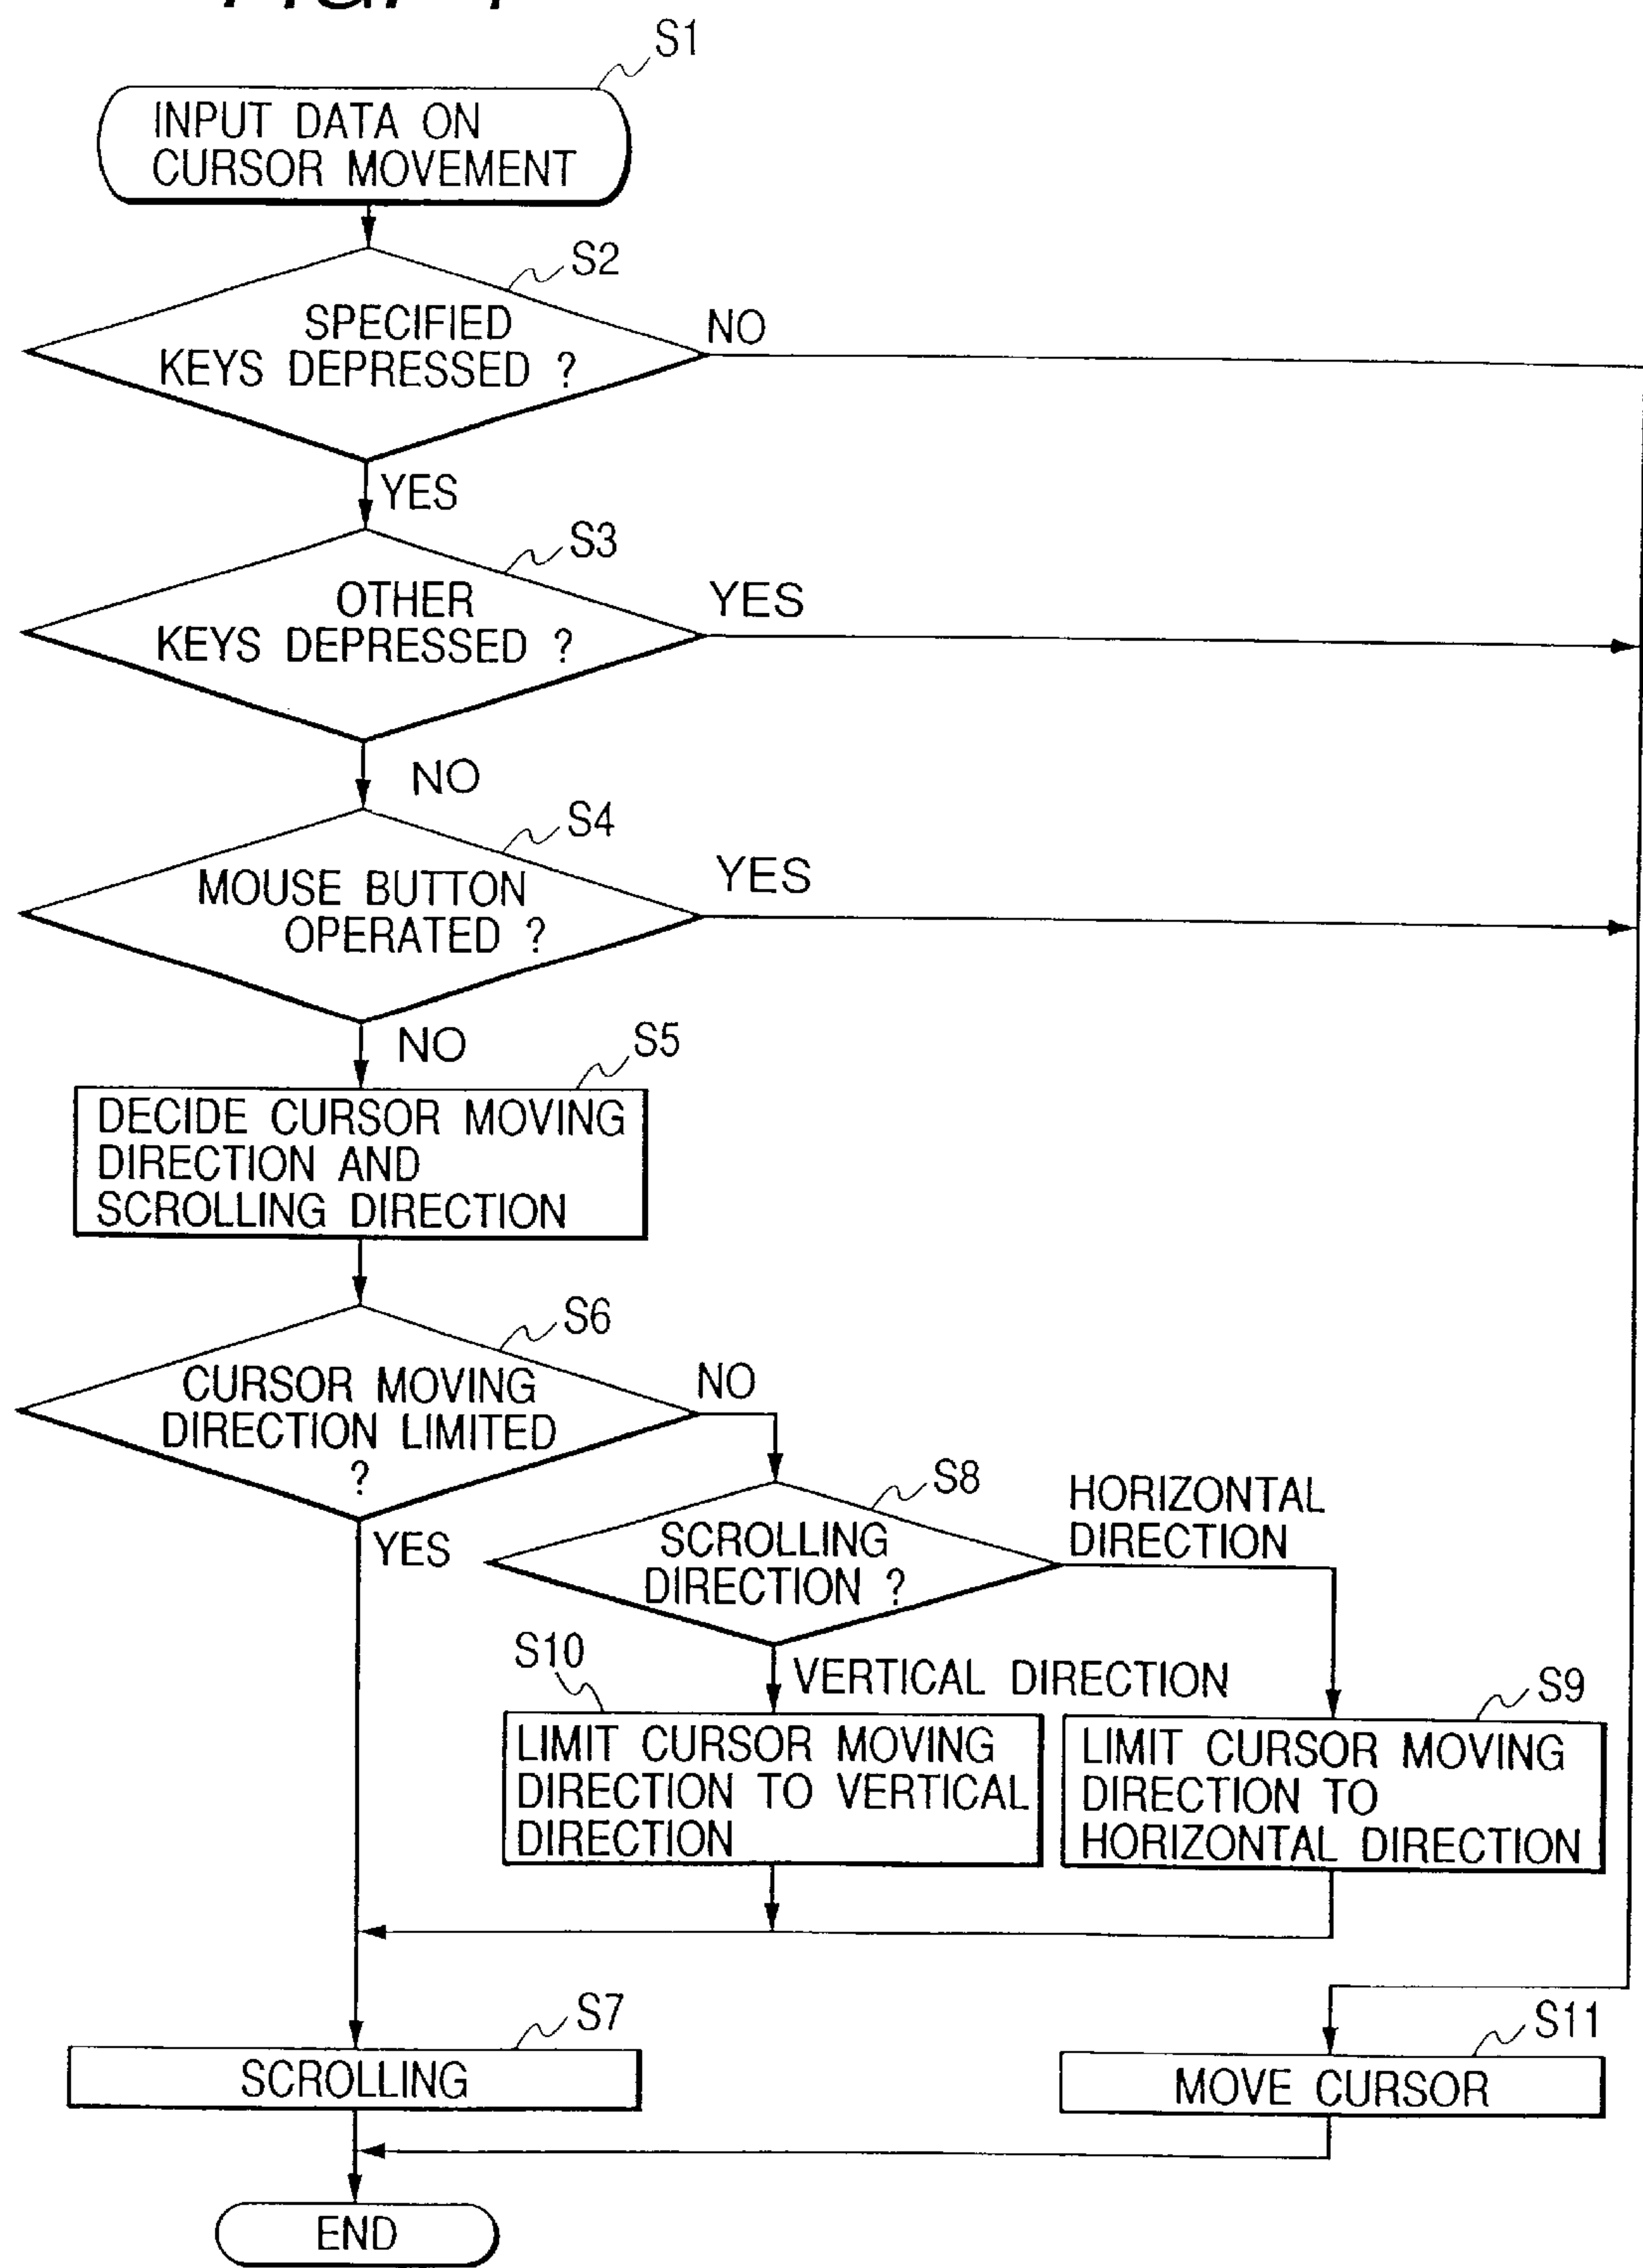 S1
INPUT DATA ON
CURSOR MOVEMENT
S2
SPECIFIED
KEYS DEPRESSED ?
NO
YES
S3
OTHER
KEYS DEPRESSED ?
YES
NO
S4
MOUSE BUTTON
OPERATED ?
YES
NO
S5
DECIDE CURSOR MOVING
DIRECTION AND
SCROLLING DIRECTION
S6
CURSOR MOVING
DIRECTION LIMITED
?
NO
YES
S8
SCROLLING
DIRECTION ?
HORIZONTAL
DIRECTION
S10
VERTICAL DIRECTION
S9
LIMIT CURSOR MOVING
DIRECTION TO VERTICAL
DIRECTION
LIMIT CURSOR MOVING
DIRECTION TO
HORIZONTAL DIRECTION
S7
SCROLLING
S11
MOVE CURSOR
END